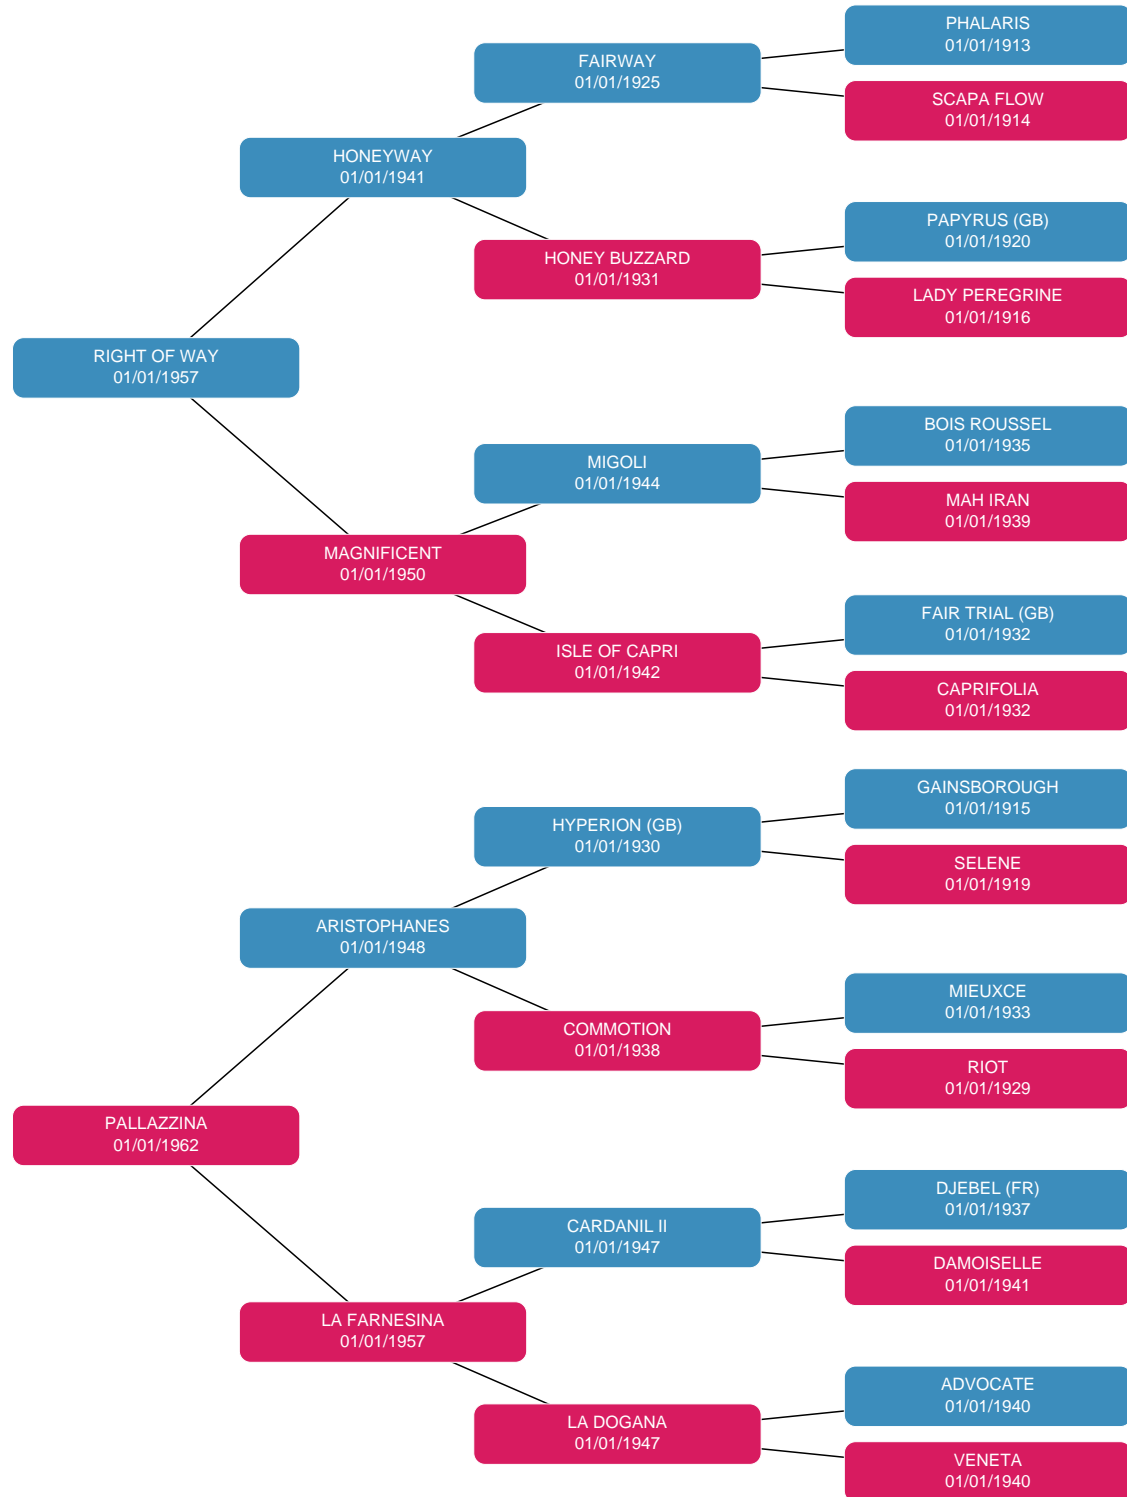 PHALARIS
01/01/1913
FAIRWAY
01/01/1925
SCAPA FLOW
01/01/1914
HONEYWAY
01/01/1941
PAPYRUS (GB)
01/01/1920
HONEY BUZZARD
01/01/1931
LADY PEREGRINE
01/01/1916
RIGHT OF WAY
01/01/1957
BOIS ROUSSEL
01/01/1935
MIGOLI
01/01/1944
MAH IRAN
01/01/1939
MAGNIFICENT
01/01/1950
FAIR TRIAL (GB)
01/01/1932
ISLE OF CAPRI
01/01/1942
CAPRIFOLIA
01/01/1932
GAINSBOROUGH
01/01/1915
HYPERION (GB)
01/01/1930
SELENE
01/01/1919
ARISTOPHANES
01/01/1948
MIEUXCE
01/01/1933
COMMOTION
01/01/1938
RIOT
01/01/1929
PALLAZZINA
01/01/1962
DJEBEL (FR)
01/01/1937
CARDANIL II
01/01/1947
DAMOISELLE
01/01/1941
LA FARNESINA
01/01/1957
ADVOCATE
01/01/1940
LA DOGANA
01/01/1947
VENETA
01/01/1940